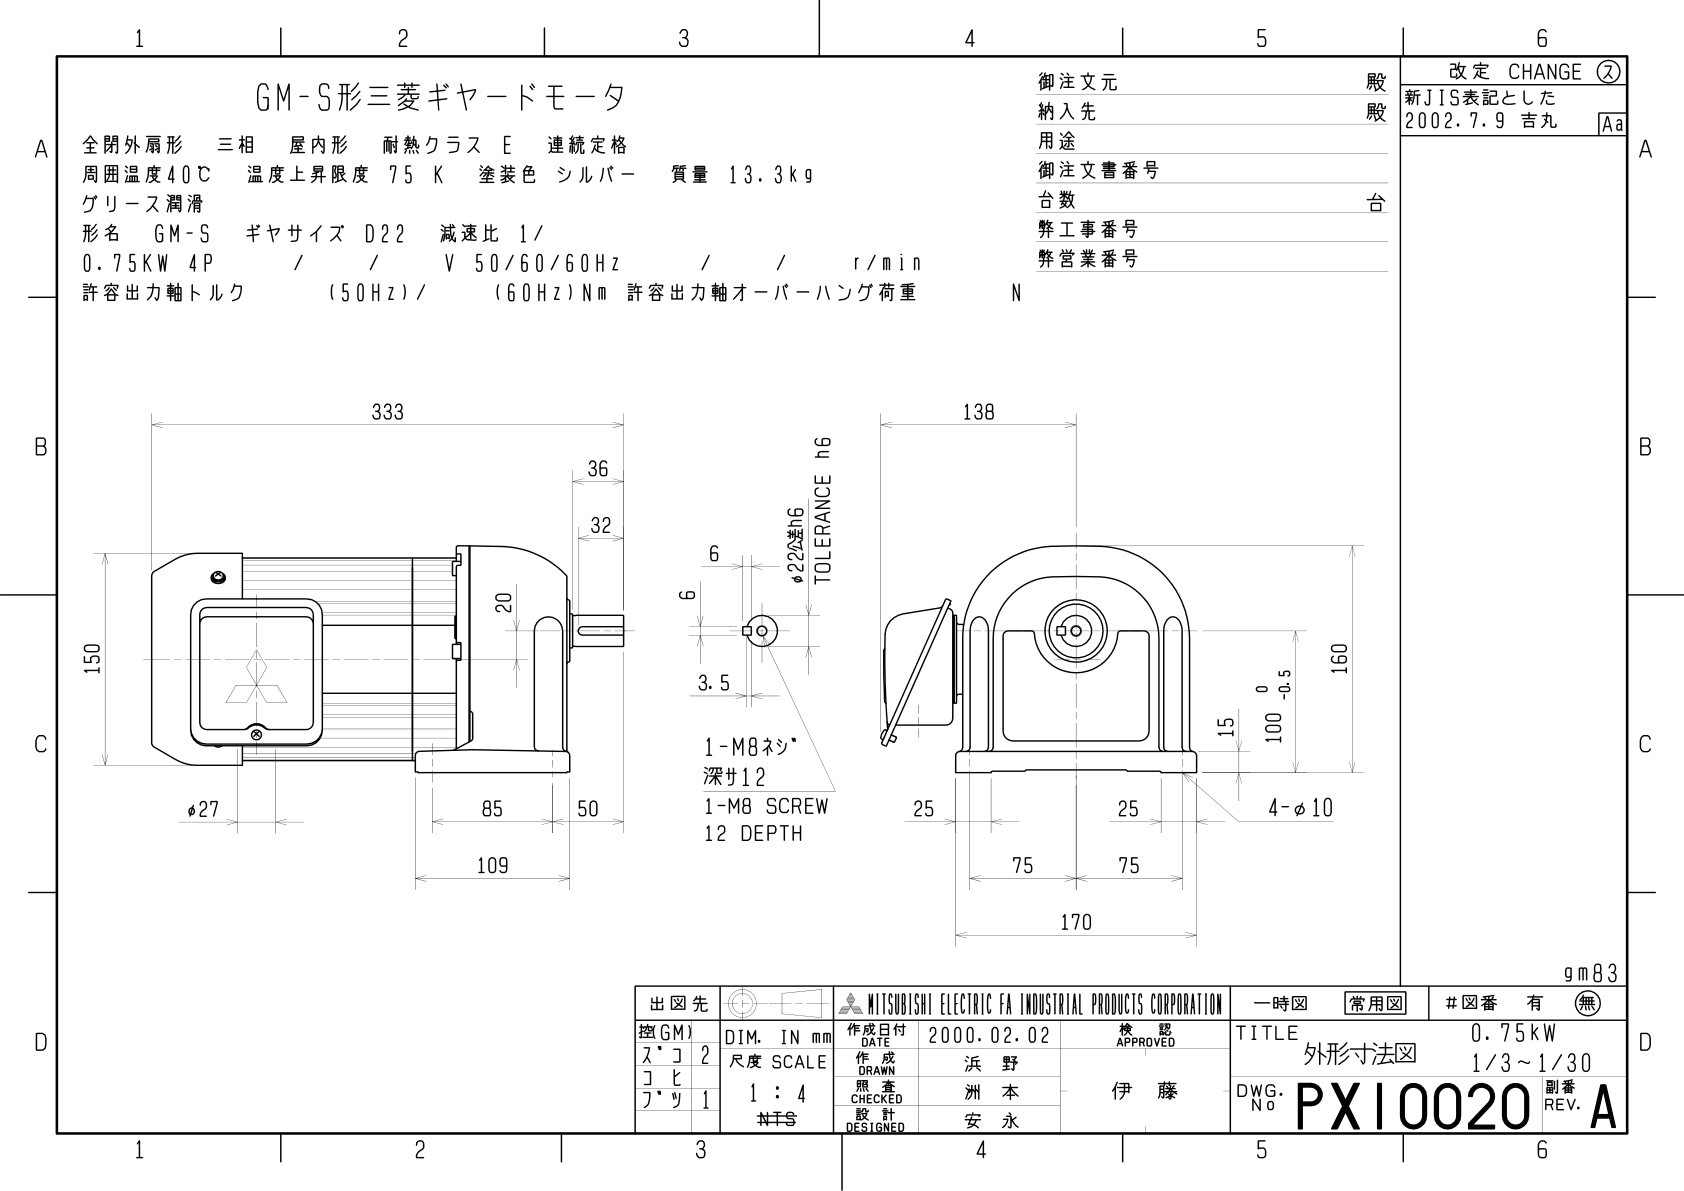 1 2 3 4 5 6
A A
B B
C C
D D
1 2 3 4 5 6
GM-S形三菱ギヤードモータ
全閉外扇形 三相 屋内形 耐熱クラス E 連続定格
周囲温度40℃ 温度上昇限度 75 K 塗装色 シルバー 質量 13.3kg
グリース潤滑
形名 GM-S ギヤサイズ D22 減速比 1/
0.75KW 4P / / V 50/60/60Hz / / r/min
許容出力軸トルク (50Hz)/ (60Hz)Nm 許容出力軸オーバーハング荷重 N
御注文元 殿
納入先 殿
用途
御注文書番号
台数 台
弊工事番号
弊営業番号
改定 CHANGE ス
新JIS表記とした
2002.7.9 吉丸 Aa
333
36
32
20
150
φ27
85
50
109
6
6
3.5
φ22公差h6
TOLERANCE h6
1-M8ネジ
深サ12
1-M8 SCREW
12 DEPTH
138
160
15
100 0 -0.5
25
25
4-φ10
75
75
170
gm83
出図先
控(GM)
ズコ 2
コヒ
ブツ 1
DIM. IN mm
尺度 SCALE
1 : 4
NTS
MITSUBISHI ELECTRIC FA INDUSTRIAL PRODUCTS CORPORATION
作成日付 DATE 2000.02.02
作成 DRAWN 浜野
照査 CHECKED 洲本
設計 DESIGNED 安永
検認 APPROVED
伊藤
一時図 常用図 #図番 有 無
TITLE 0.75kW
外形寸法図 1/3~1/30
DWG. No PX10020 副番 REV. A